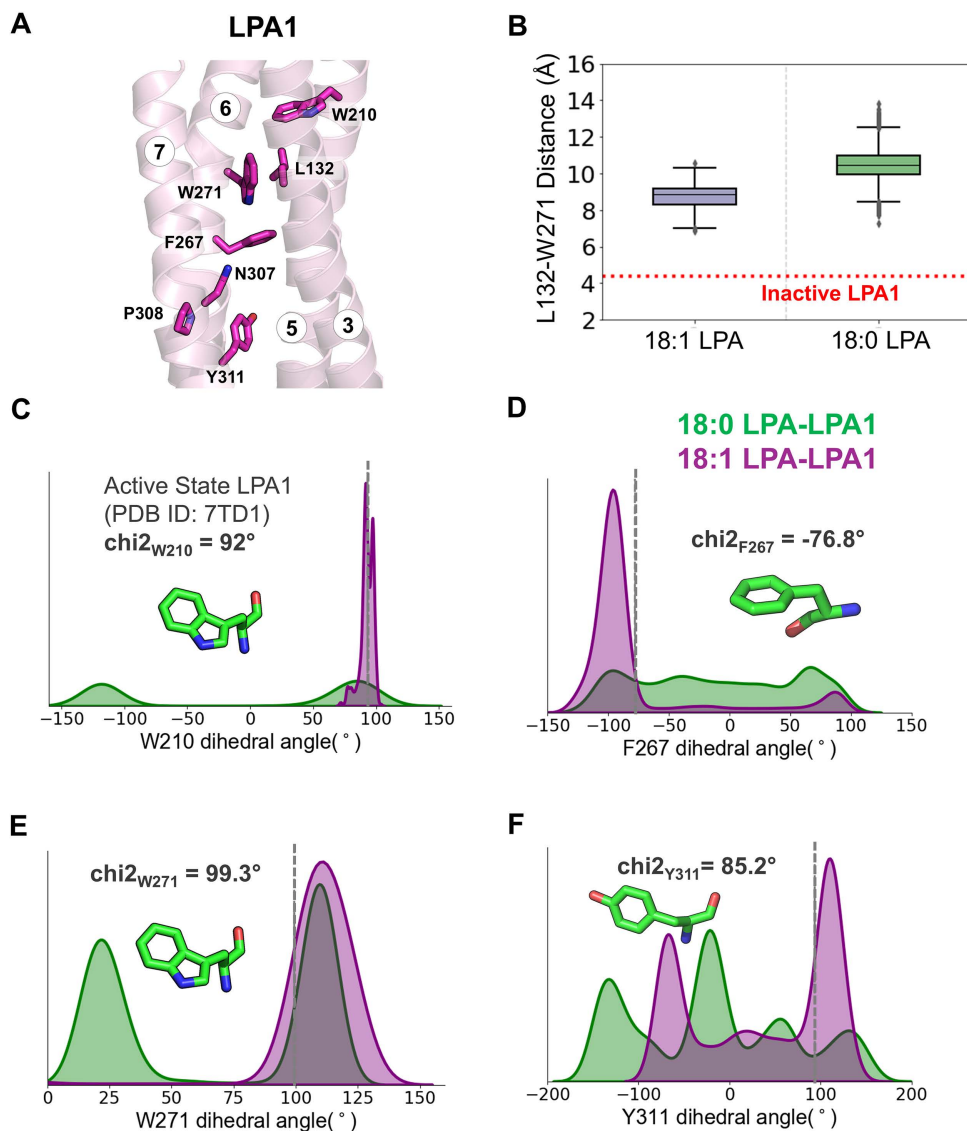 A
LPA1
6
7
W210
L132
W271
F267
N307
P308
5
3
Y311
B
L132-W271 Distance (Å)
16
14
12
10
8
6
4
2
Inactive LPA1
18:1 LPA
18:0 LPA
C
Active State LPA1
(PDB ID: 7TD1)
chi2W210 = 92°
−150 −100 −50 0 50 100 150
W210 dihedral angle(°)
D
18:0 LPA-LPA1
18:1 LPA-LPA1
chi2F267 = -76.8°
−150 −100 −50 0 50 100 150
F267 dihedral angle(°)
E
chi2W271 = 99.3°
0 25 50 75 100 125 150
W271 dihedral angle(°)
F
chi2Y311= 85.2°
−200 −100 0 100 200
Y311 dihedral angle(°)